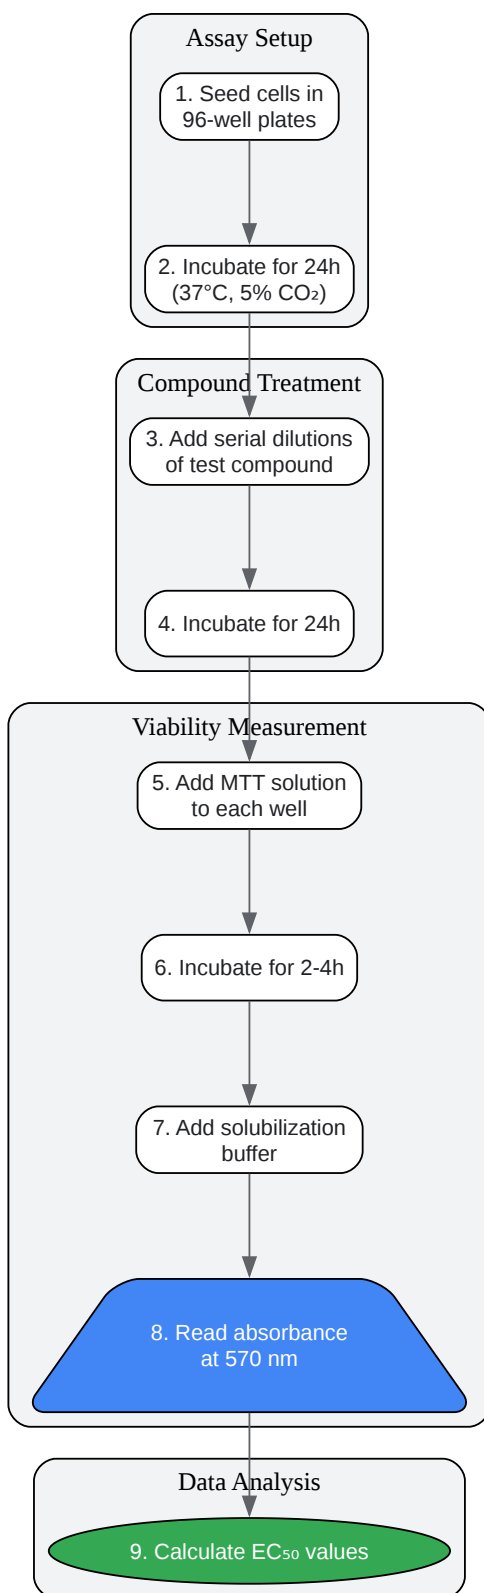 Assay Setup
1. Seed cells in
96-well plates
2. Incubate for 24h
(37°C, 5% CO₂)
Compound Treatment
3. Add serial dilutions
of test compound
4. Incubate for 24h
Viability Measurement
5. Add MTT solution
to each well
6. Incubate for 2-4h
7. Add solubilization
buffer
8. Read absorbance
at 570 nm
Data Analysis
9. Calculate EC₅₀ values